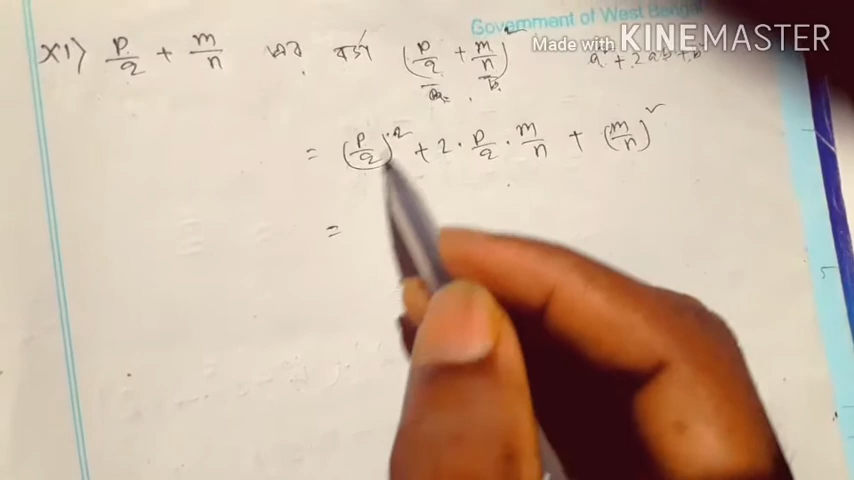 Government of West Bengal
Made with KINEMASTER
XI> p/q + m/n এর বর্গ (p/q + m/n)² a² + 2ab + b²
a . b
= (p/q)² + 2 · p/q · m/n + (m/n)²
=